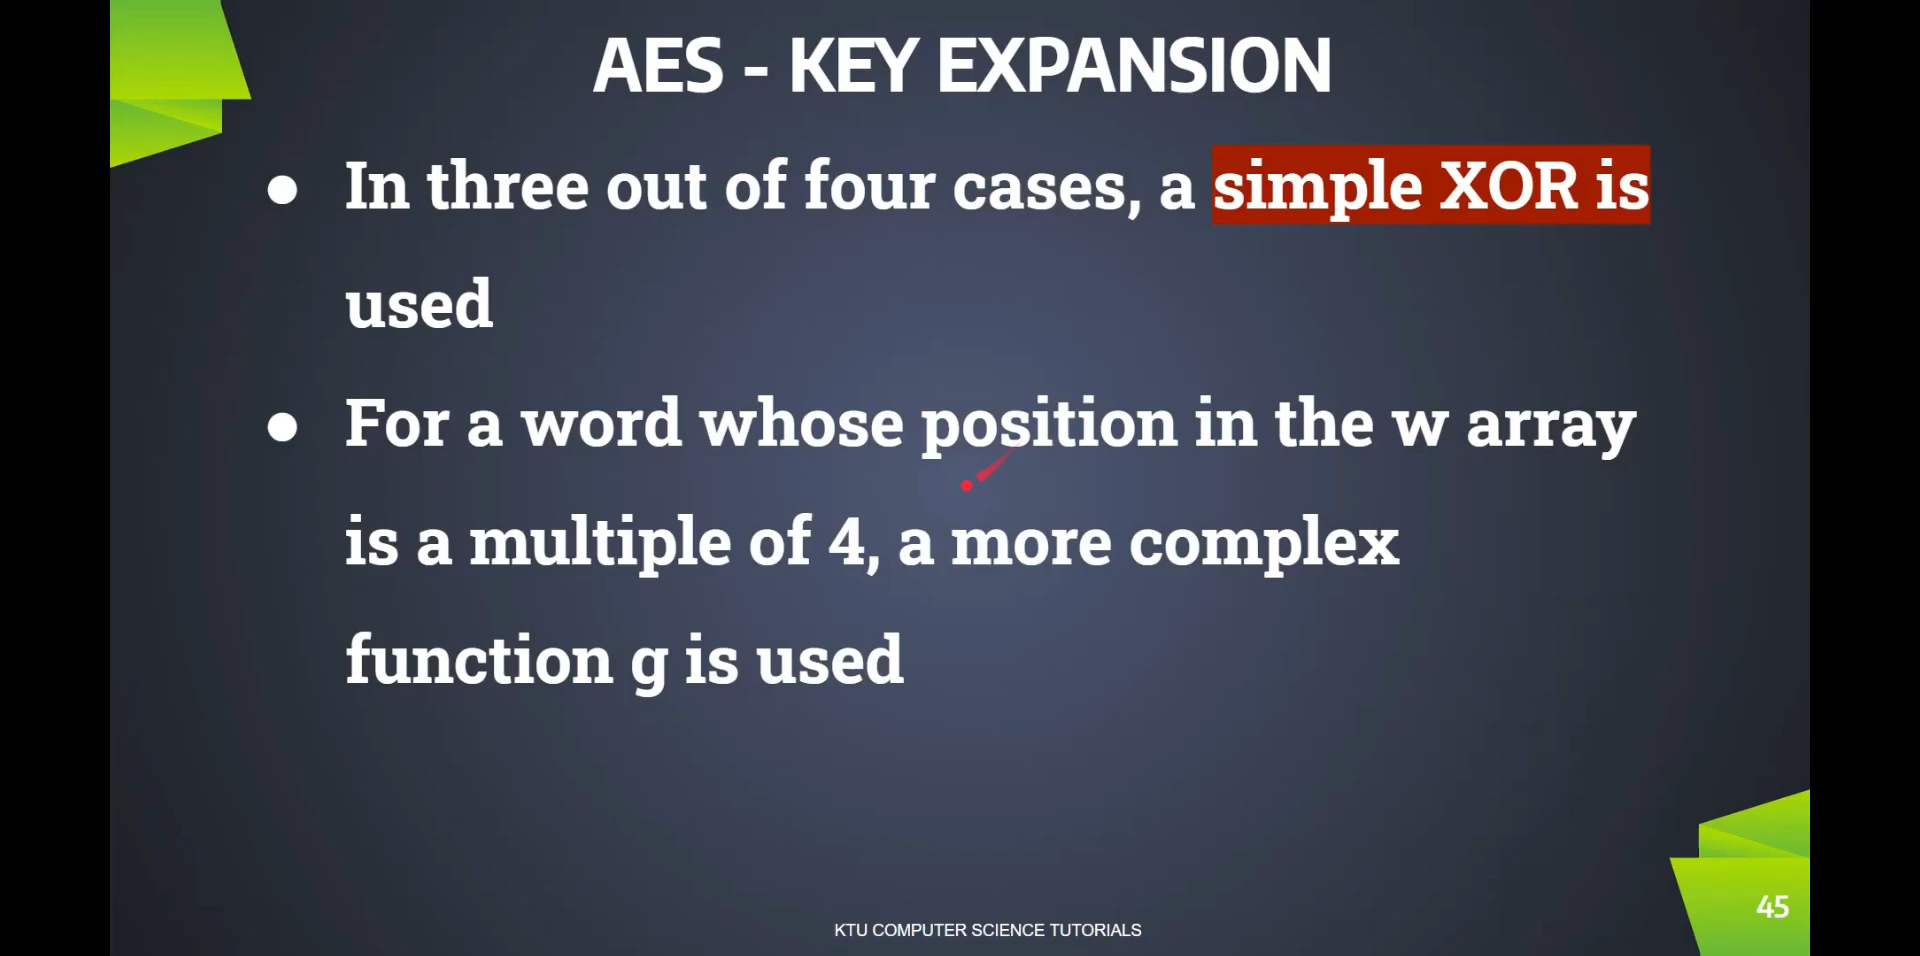 AES - KEY EXPANSION
● In three out of four cases, a simple XOR is
used
● For a word whose position in the w array
is a multiple of 4, a more complex
function g is used
KTU COMPUTER SCIENCE TUTORIALS
45